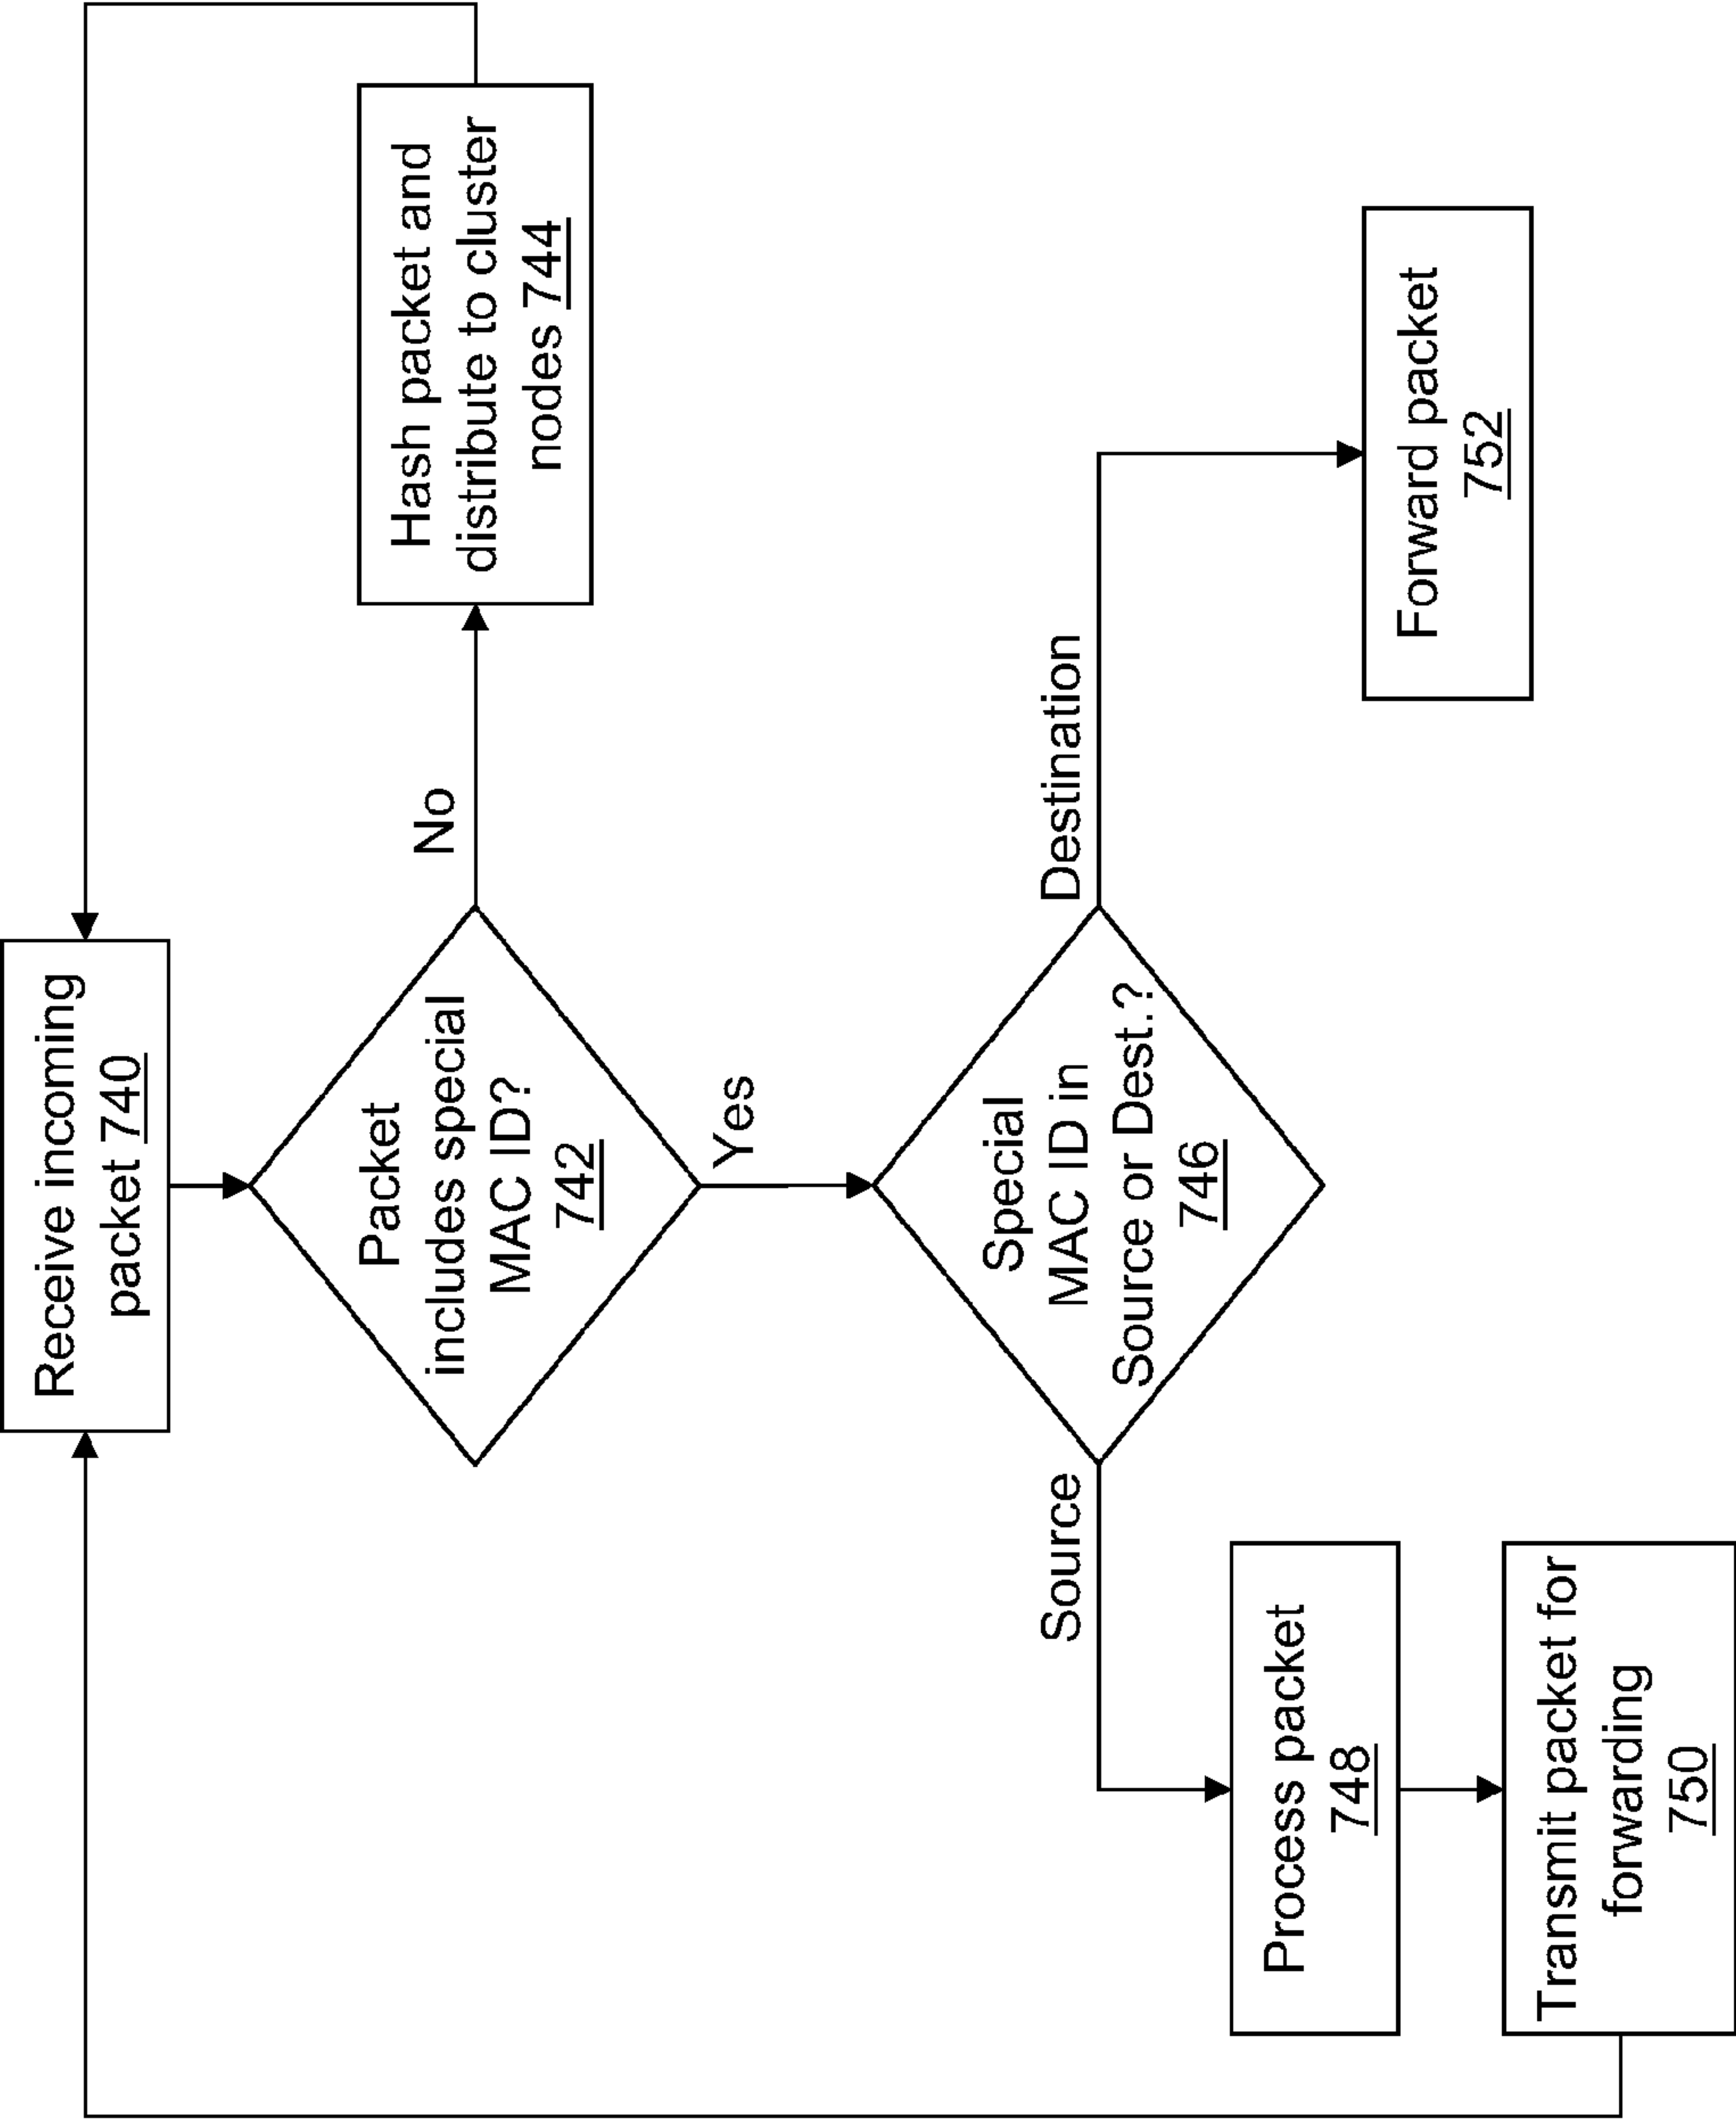 Receive incoming
packet 740
Packet
includes special
MAC ID?
742
No
Hash packet and
distribute to cluster
nodes 744
Yes
Special
MAC ID in
Source or Dest.?
746
Source
Destination
Process packet
748
Transmit packet for
forwarding
750
Forward packet
752